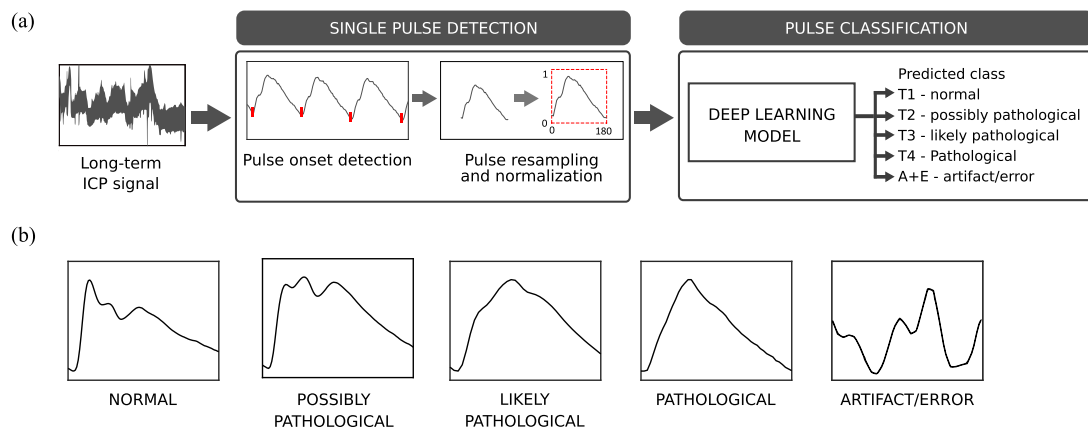 (a)
SINGLE PULSE DETECTION
PULSE CLASSIFICATION
Long-term
ICP signal
Pulse onset detection
1
0
0
180
Pulse resampling
and normalization
DEEP LEARNING
MODEL
Predicted class
T1 - normal
T2 - possibly pathological
T3 - likely pathological
T4 - Pathological
A+E - artifact/error
(b)
NORMAL
POSSIBLY
PATHOLOGICAL
LIKELY
PATHOLOGICAL
PATHOLOGICAL
ARTIFACT/ERROR